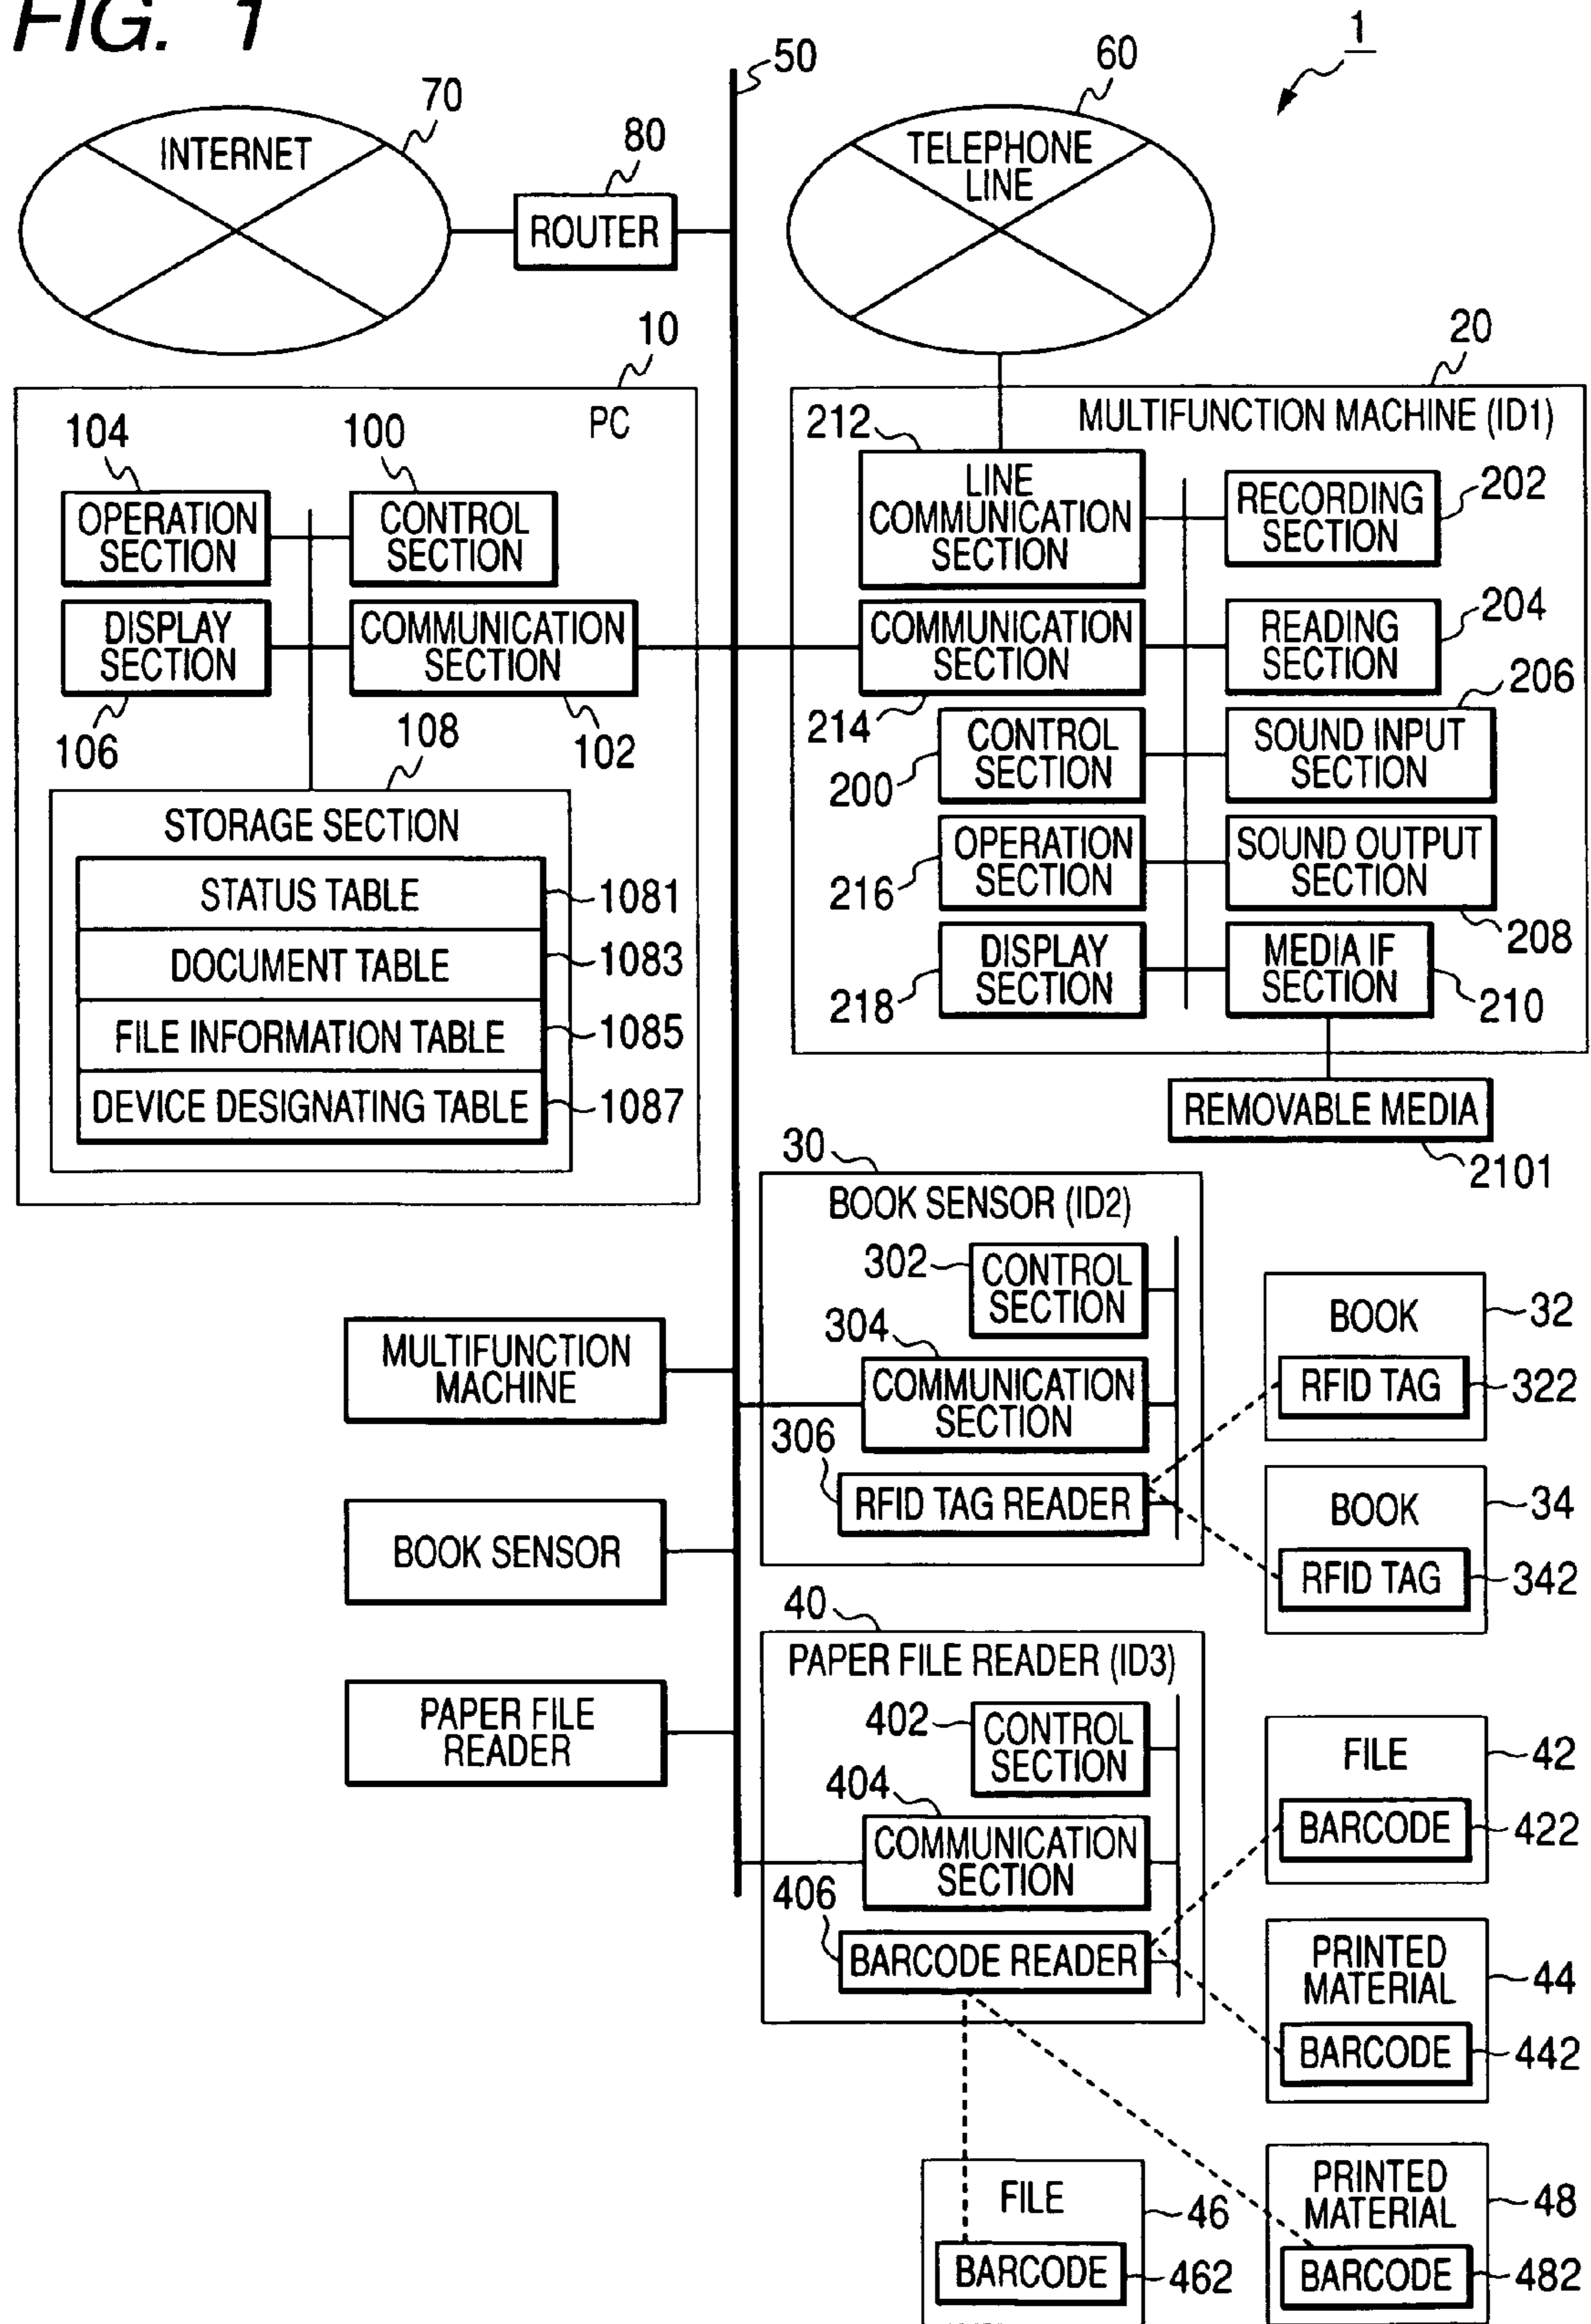 FIG. 1
1
50
60
70
INTERNET
80
ROUTER
TELEPHONE
LINE
10
PC
104
100
OPERATION
SECTION
CONTROL
SECTION
DISPLAY
SECTION
COMMUNICATION
SECTION
106
108
102
STORAGE SECTION
STATUS TABLE
1081
DOCUMENT TABLE
1083
FILE INFORMATION TABLE
1085
DEVICE DESIGNATING TABLE
1087
20
212
MULTIFUNCTION MACHINE (ID1)
LINE
COMMUNICATION
SECTION
RECORDING
SECTION
202
COMMUNICATION
SECTION
READING
SECTION
204
206
214
CONTROL
SECTION
200
SOUND INPUT
SECTION
OPERATION
SECTION
216
SOUND OUTPUT
SECTION
208
DISPLAY
SECTION
218
MEDIA IF
SECTION
210
REMOVABLE MEDIA
2101
30
BOOK SENSOR (ID2)
302
CONTROL
SECTION
304
COMMUNICATION
SECTION
306
RFID TAG READER
BOOK
32
RFID TAG
322
BOOK
34
RFID TAG
342
MULTIFUNCTION
MACHINE
BOOK SENSOR
PAPER FILE
READER
40
PAPER FILE READER (ID3)
402
CONTROL
SECTION
404
COMMUNICATION
SECTION
406
BARCODE READER
FILE
42
BARCODE
422
PRINTED
MATERIAL
44
BARCODE
442
FILE
46
BARCODE
462
PRINTED
MATERIAL
48
BARCODE
482